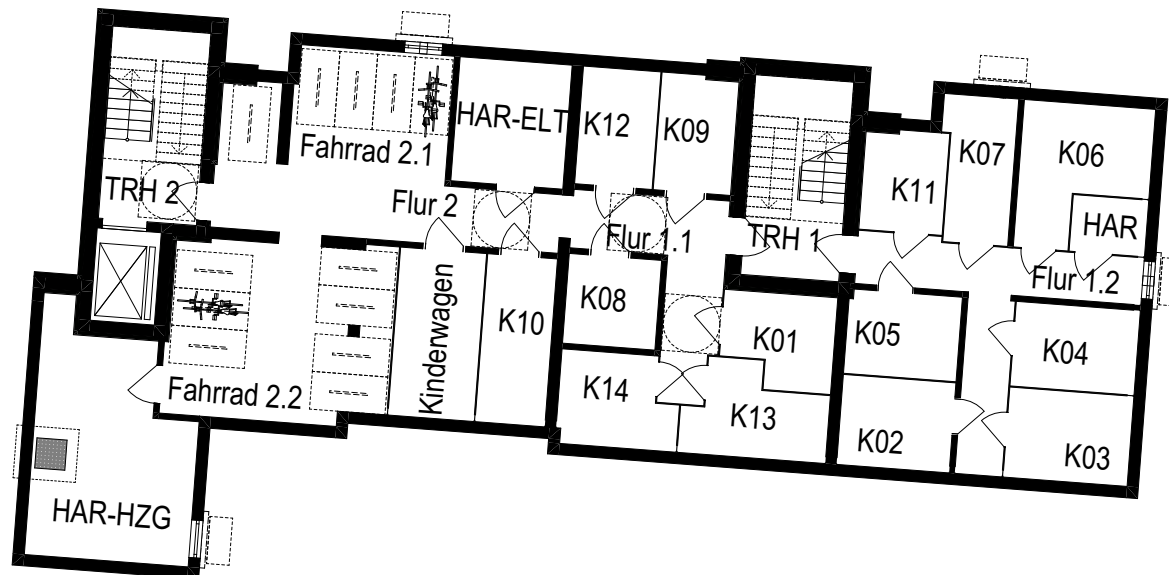 HAR-ELT
K12
K09
K07
K06
Fahrrad 2.1
TRH 2
Flur 2
K11
HAR
Flur 1.1
TRH 1
Flur 1.2
K08
K10
K01
K05
K04
Kinderwagen
Fahrrad 2.2
K14
K13
K02
K03
HAR-HZG